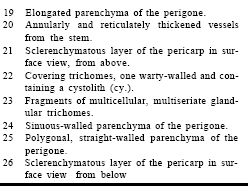 19 Elongated parenchyma of the perigone.
20 Annularly and reticulately thickened vessels
from the stem.
21 Sclerenchymatous layer of the pericarp in sur-
face view, from above.
22 Covering trichomes, one warty-walled and con-
taining a cystolith (cy.).
23 Fragments of multicellular, multiseriate gland-
ular trichomes.
24 Sinuous-walled parenchyma of the perigone.
25 Polygonal, straight-walled parenchyma of the
perigone.
26 Sclerenchymatous layer of the pericarp in sur-
face view from below